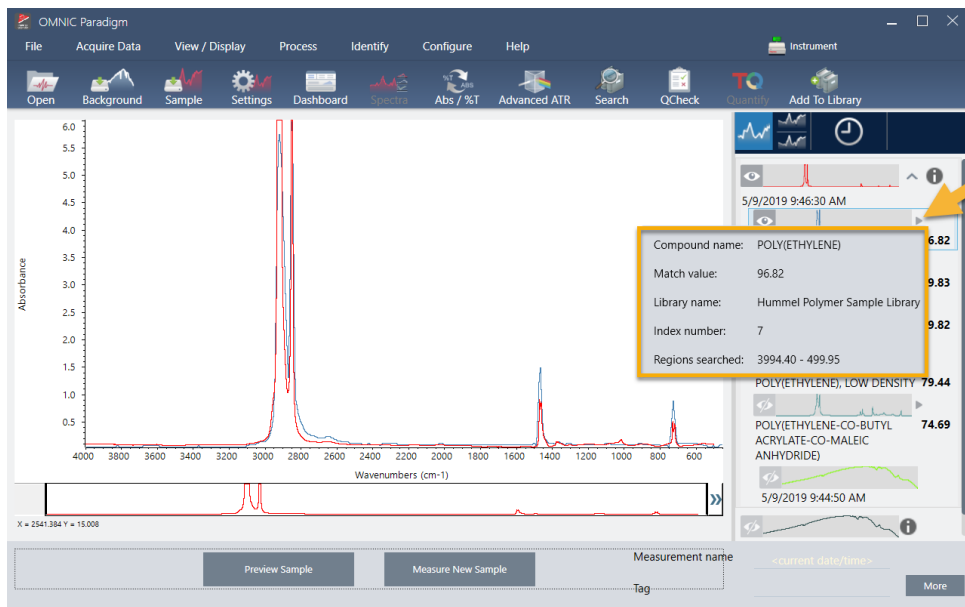 OMNIC Paradigm
File Acquire Data View / Display Process Identify Configure Help Instrument
%T ABS TQ
Open Background Sample Settings Dashboard Spectra Abs / %T Advanced ATR Search QCheck Quantify Add To Library
6.0
5.5
5.0
4.5
4.0
3.5
3.0
2.5
2.0
1.5
1.0
0.5
Absorbance
4000 3800 3600 3400 3200 3000 2800 2600 2400 2200 2000 1800 1600 1400 1200 1000 800 600
Wavenumbers (cm-1)
X = 2541.384 Y = 15.008
5/9/2019 9:46:30 AM
6.82
Compound name: POLY(ETHYLENE)
Match value: 96.82
9.83
Library name: Hummel Polymer Sample Library
9.82
Index number: 7
Regions searched: 3994.40 - 499.95
POLY(ETHYLENE), LOW DENSITY 79.44
POLY(ETHYLENE-CO-BUTYL 74.69
ACRYLATE-CO-MALEIC
ANHYDRIDE)
5/9/2019 9:44:50 AM
Preview Sample
Measure New Sample
Measurement name <current date/time>
Tag
More